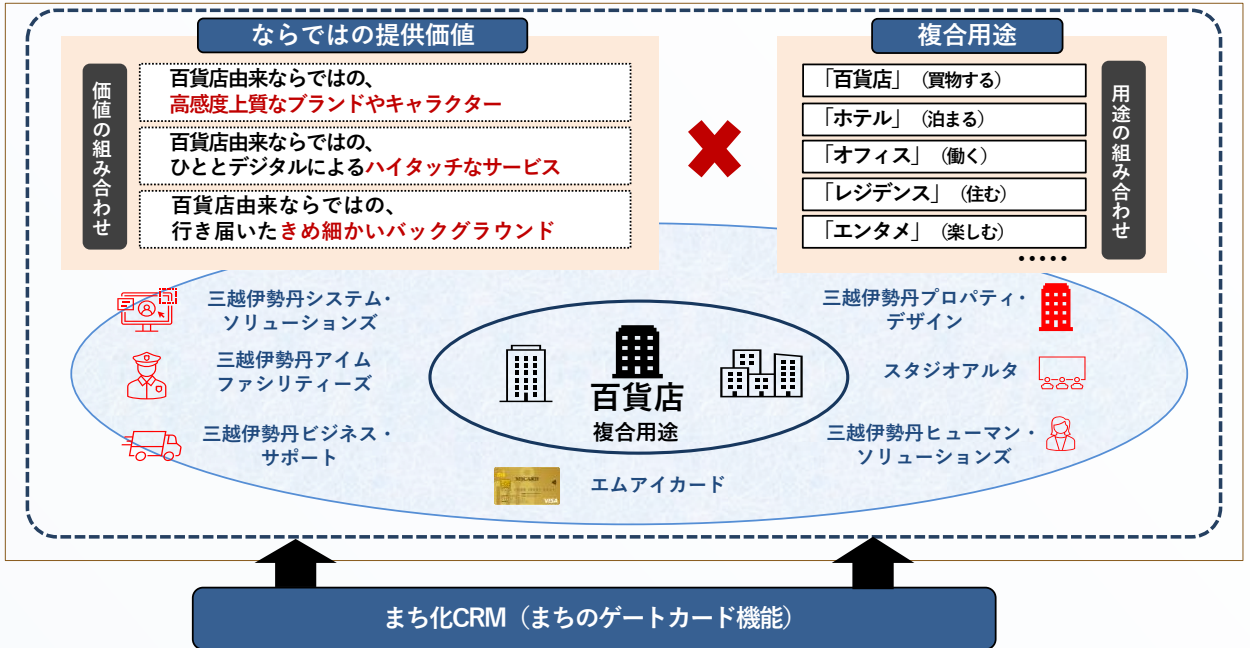 ならではの提供価値
価値の組み合わせ
百貨店由来ならではの、
高感度上質なブランドやキャラクター
百貨店由来ならではの、
ひととデジタルによるハイタッチなサービス
百貨店由来ならではの、
行き届いたきめ細かいバックグラウンド
複合用途
「百貨店」（買物する）
「ホテル」（泊まる）
「オフィス」（働く）
「レジデンス」（住む）
「エンタメ」（楽しむ）
•••••
用途の組み合わせ
三越伊勢丹システム・
ソリューションズ
三越伊勢丹アイム
ファシリティーズ
三越伊勢丹ビジネス・
サポート
百貨店
複合用途
三越伊勢丹プロパティ・
デザイン
スタジオアルタ
三越伊勢丹ヒューマン・
ソリューションズ
エムアイカード
VISA
まち化CRM（まちのゲートカード機能）